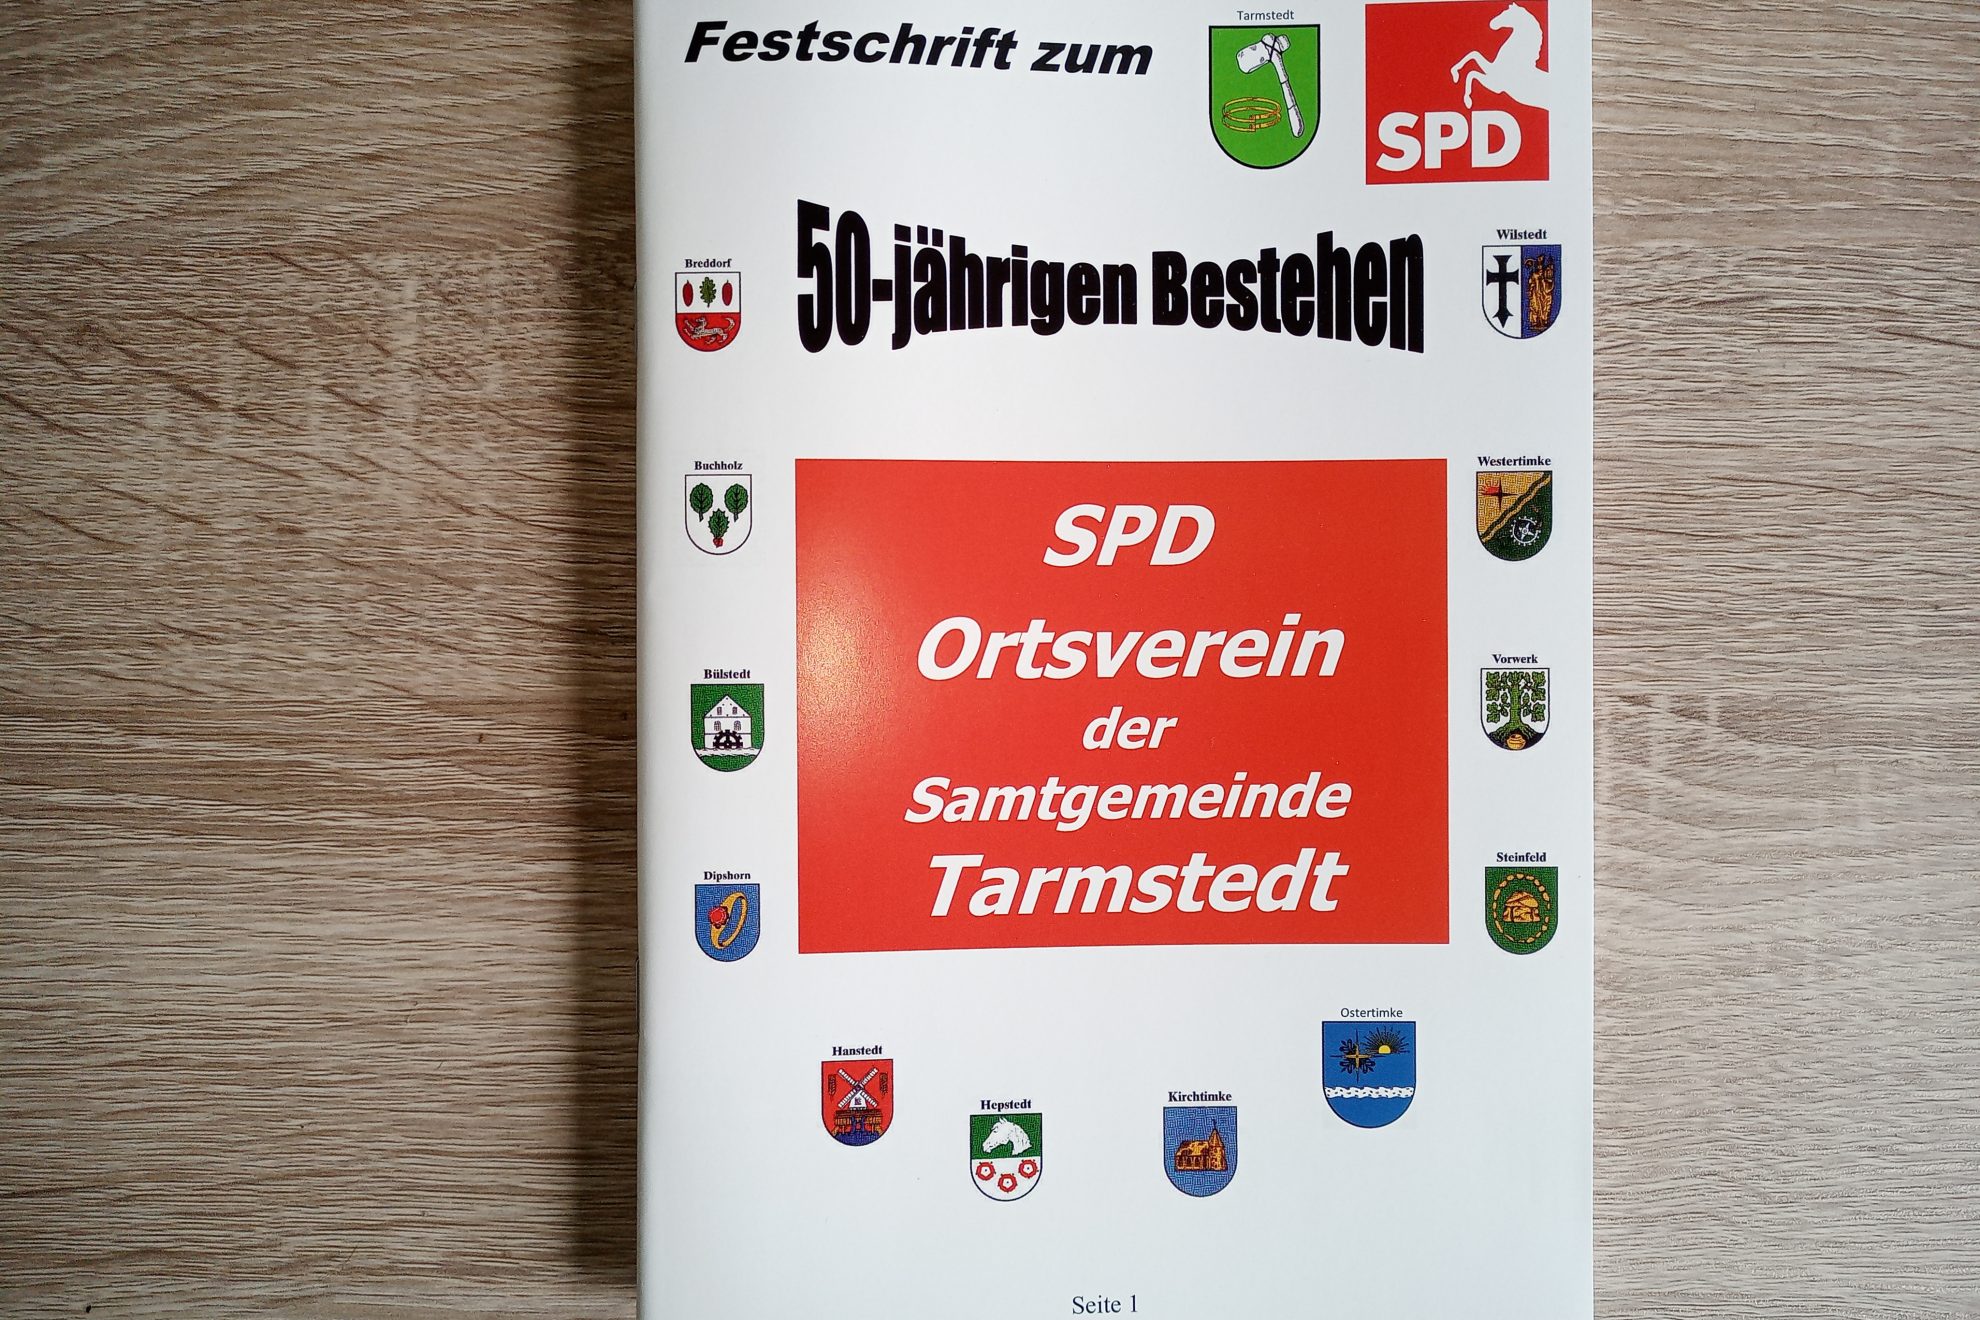 Festschrift zum
Tarmstedt
SPD
50-jährigen Bestehen
Breddorf
Wilstedt
Buchholz
Westertimke
SPD
Ortsverein
der
Samtgemeinde
Tarmstedt
Bülstedt
Vorwerk
Dipshorn
Steinfeld
Hanstedt
Hepstedt
Kirchtimke
Ostertimke
Seite 1